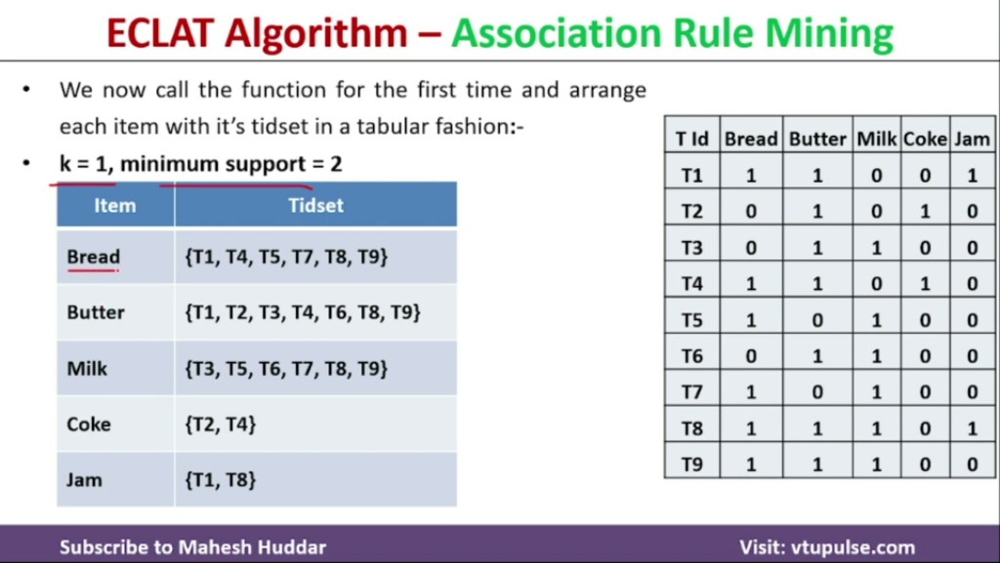 ECLAT Algorithm – Association Rule Mining
• We now call the function for the first time and arrange
each item with it's tidset in a tabular fashion:-
• k = 1, minimum support = 2
Item Tidset
Bread {T1, T4, T5, T7, T8, T9}
Butter {T1, T2, T3, T4, T6, T8, T9}
Milk {T3, T5, T6, T7, T8, T9}
Coke {T2, T4}
Jam {T1, T8}
T Id Bread Butter Milk Coke Jam
T1 1 1 0 0 1
T2 0 1 0 1 0
T3 0 1 1 0 0
T4 1 1 0 1 0
T5 1 0 1 0 0
T6 0 1 1 0 0
T7 1 0 1 0 0
T8 1 1 1 0 1
T9 1 1 1 0 0
Subscribe to Mahesh Huddar Visit: vtupulse.com